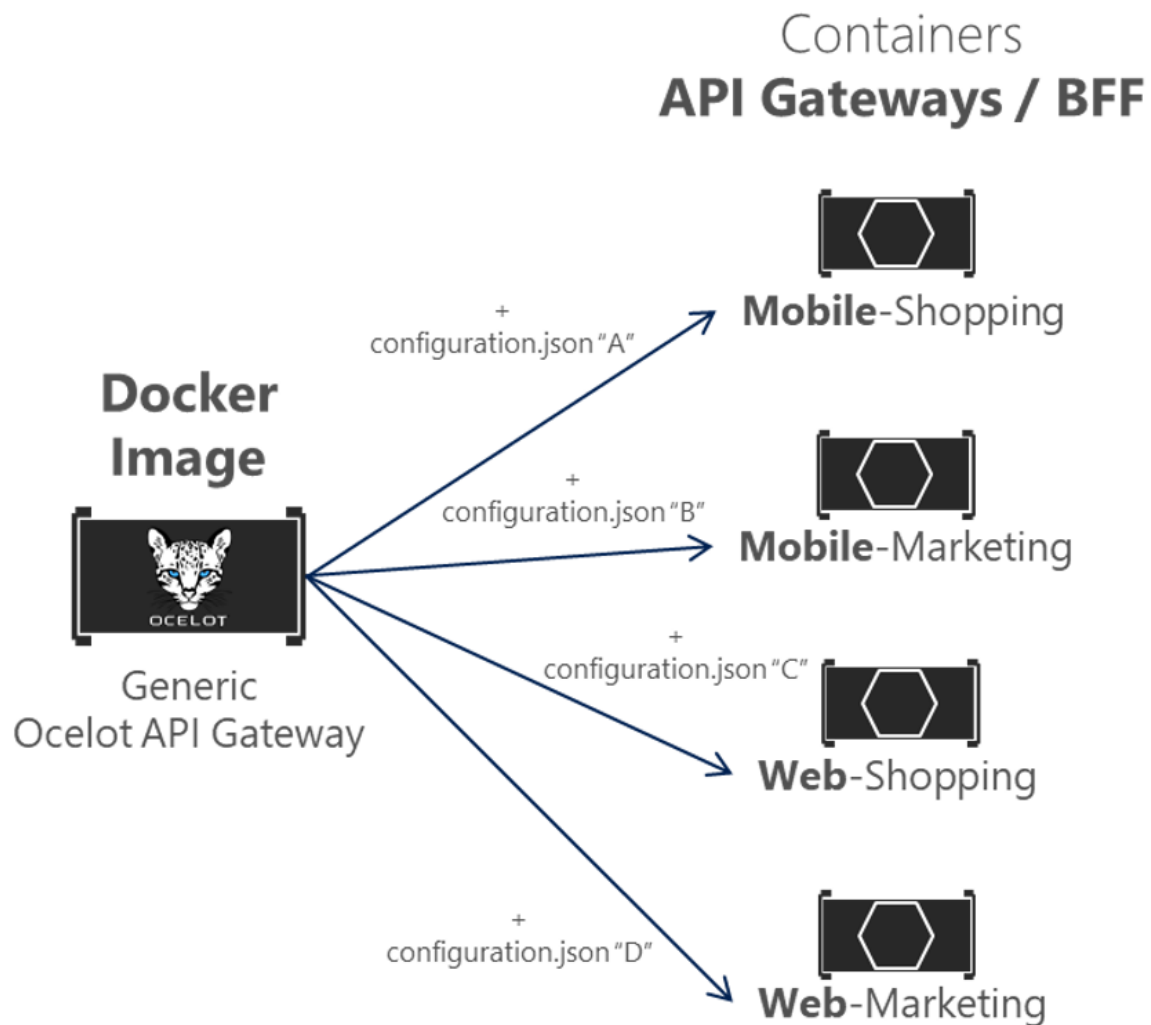 Containers
API Gateways / BFF
Mobile-Shopping
+
configuration.json “A”
Docker
Image
OCELOT
Generic
Ocelot API Gateway
+
configuration.json “B”
Mobile-Marketing
+
configuration.json “C”
Web-Shopping
+
configuration.json “D”
Web-Marketing